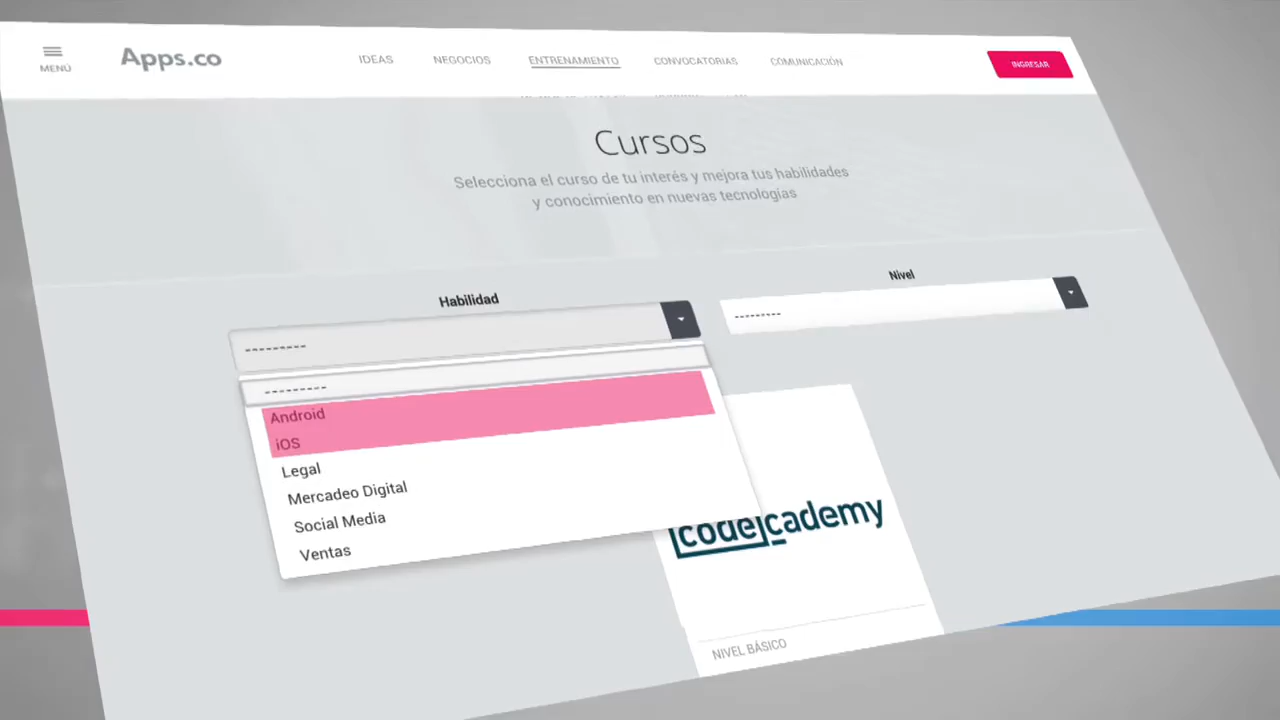 MENÚ
Apps.co
IDEAS
NEGOCIOS
ENTRENAMIENTO
CONVOCATORIAS
COMUNICACIÓN
INGRESAR
Cursos
Selecciona el curso de tu interés y mejora tus habilidades
y conocimiento en nuevas tecnologías
Habilidad
Nivel
---------
---------
---------
Android
iOS
Legal
Mercadeo Digital
Social Media
Ventas
codecademy
NIVEL BÁSICO